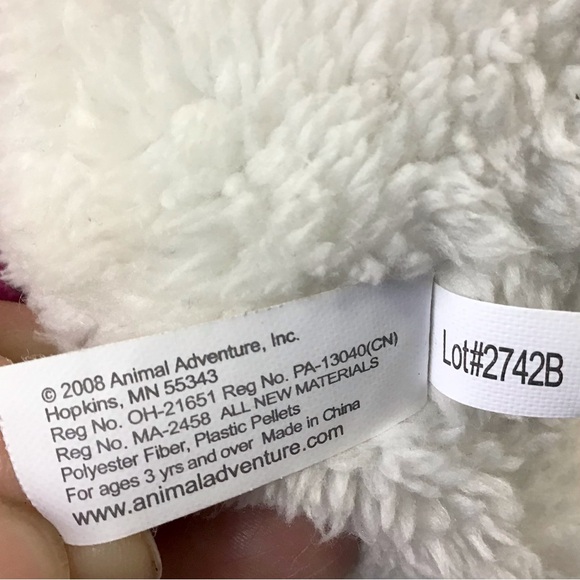 © 2008 Animal Adventure, Inc.
Hopkins, MN 55343
Reg No. OH-21651 Reg No. PA-13040(CN)
Reg No. MA-2458 ALL NEW MATERIALS
Polyester Fiber, Plastic Pellets
For ages 3 yrs and over Made in China
www.animaladventure.com
Lot#2742B